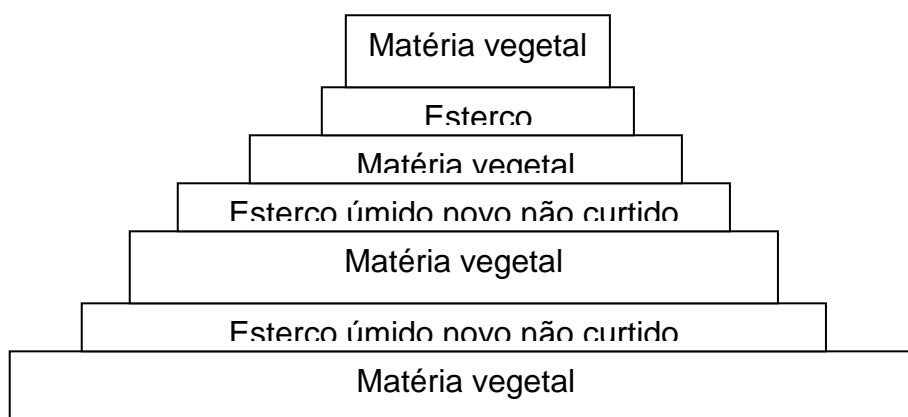 Matéria vegetal
Esterco
Matéria vegetal
Esterco úmido novo não curtido
Matéria vegetal
Esterco úmido novo não curtido
Matéria vegetal